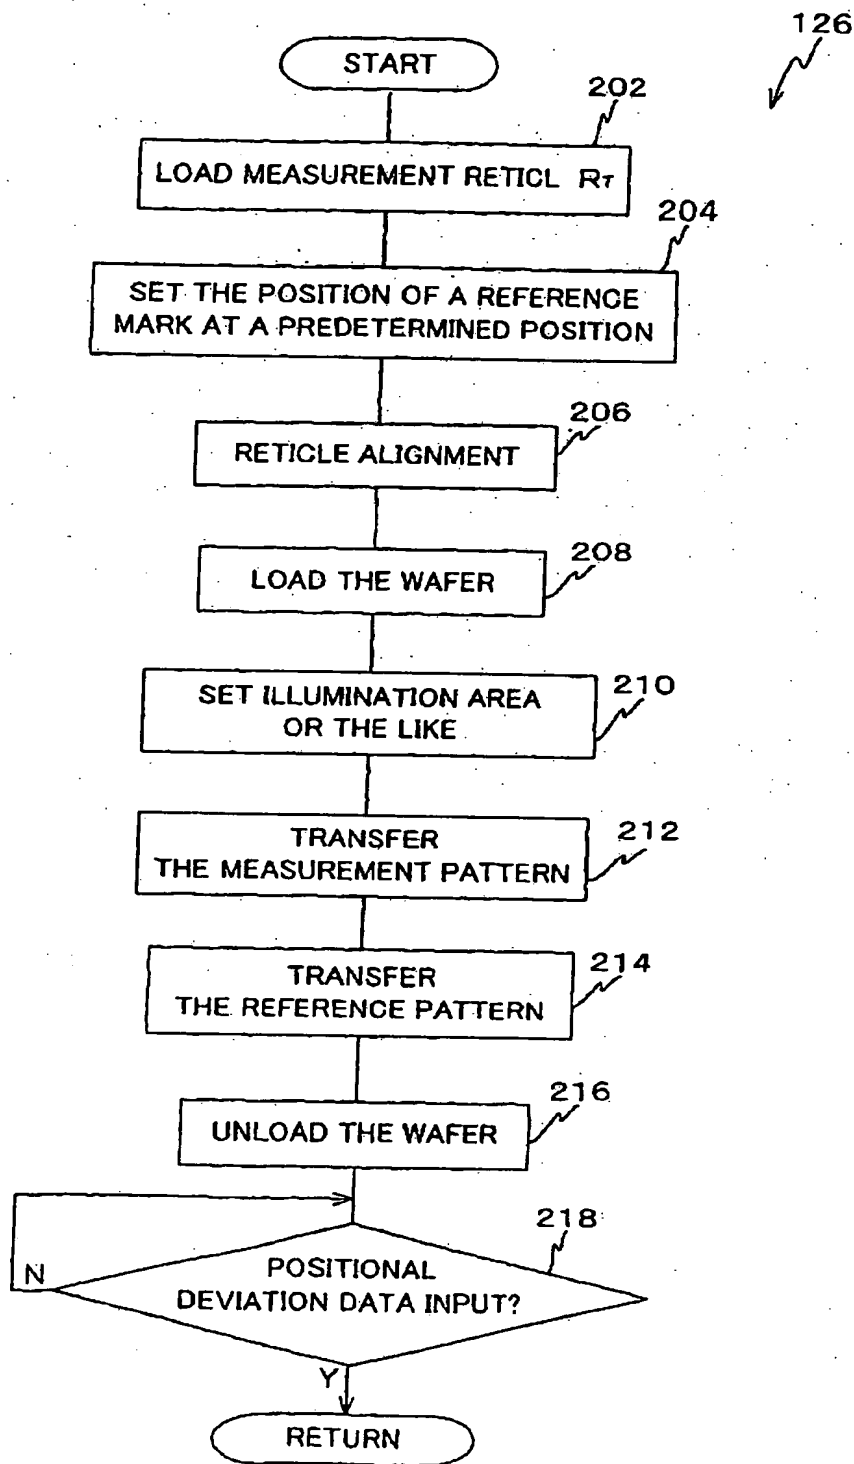 126
START
202
LOAD MEASUREMENT RETICL RT
204
SET THE POSITION OF A REFERENCE
MARK AT A PREDETERMINED POSITION
206
RETICLE ALIGNMENT
208
LOAD THE WAFER
210
SET ILLUMINATION AREA
OR THE LIKE
212
TRANSFER
THE MEASUREMENT PATTERN
214
TRANSFER
THE REFERENCE PATTERN
216
UNLOAD THE WAFER
218
N
POSITIONAL
DEVIATION DATA INPUT?
Y
RETURN